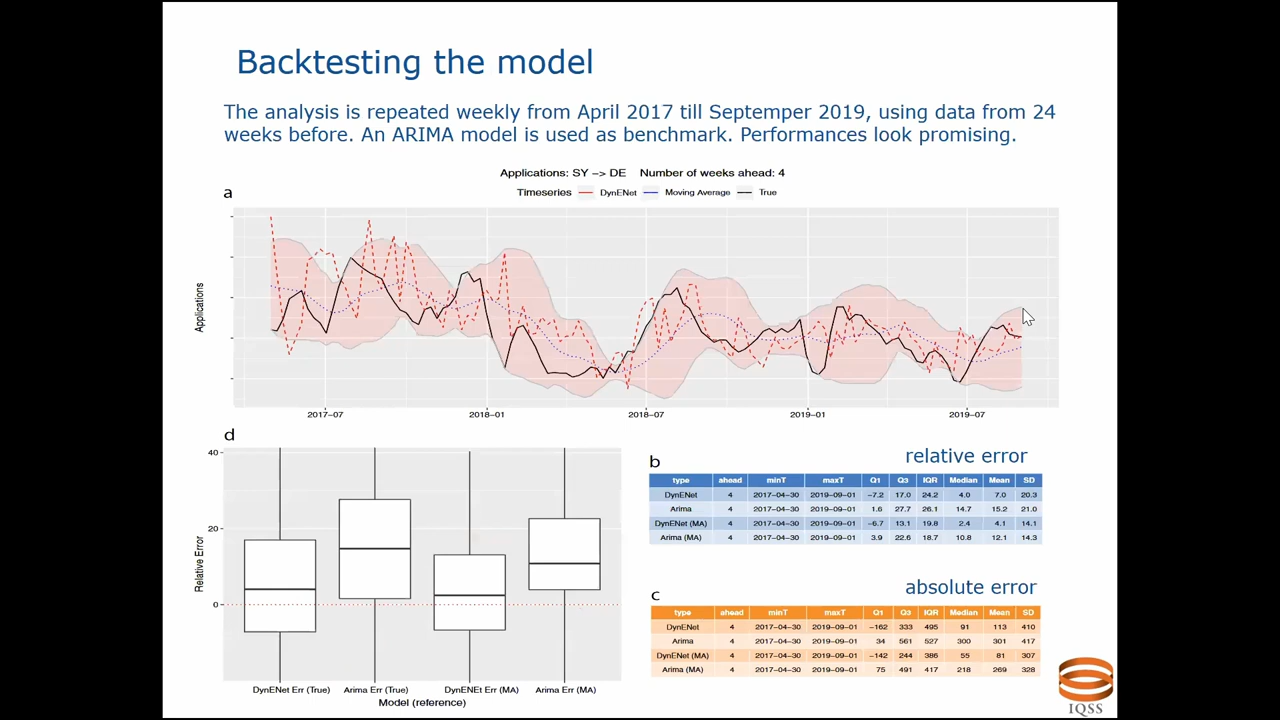 Backtesting the model
The analysis is repeated weekly from April 2017 till Septemper 2019, using data from 24
weeks before. An ARIMA model is used as benchmark. Performances look promising.
Applications: SY –> DE Number of weeks ahead: 4
a
Timeseries DynENet Moving Average True
Applications
2017–07 2018–01 2018–07 2019–01 2019–07
d
40
20
0
Relative Error
DynENet Err (True) Arima Err (True) DynENEt Err (MA) Arima Err (MA)
Model (reference)
relative error
b
type ahead minT maxT Q1 Q3 IQR Median Mean SD
DynENet 4 2017–04–30 2019–09–01 –7.2 17.0 24.2 4.0 7.0 20.3
Arima 4 2017–04–30 2019–09–01 1.6 27.7 26.1 14.7 15.2 21.0
DynENet (MA) 4 2017–04–30 2019–09–01 –6.7 13.1 19.8 2.4 4.1 14.1
Arima (MA) 4 2017–04–30 2019–09–01 3.9 22.6 18.7 10.8 12.1 14.3
absolute error
c
type ahead minT maxT Q1 Q3 IQR Median Mean SD
DynENet 4 2017–04–30 2019–09–01 –162 333 495 91 113 410
Arima 4 2017–04–30 2019–09–01 34 561 527 300 301 417
DynENet (MA) 4 2017–04–30 2019–09–01 –142 244 386 55 81 307
Arima (MA) 4 2017–04–30 2019–09–01 75 491 417 218 269 328
IQSS